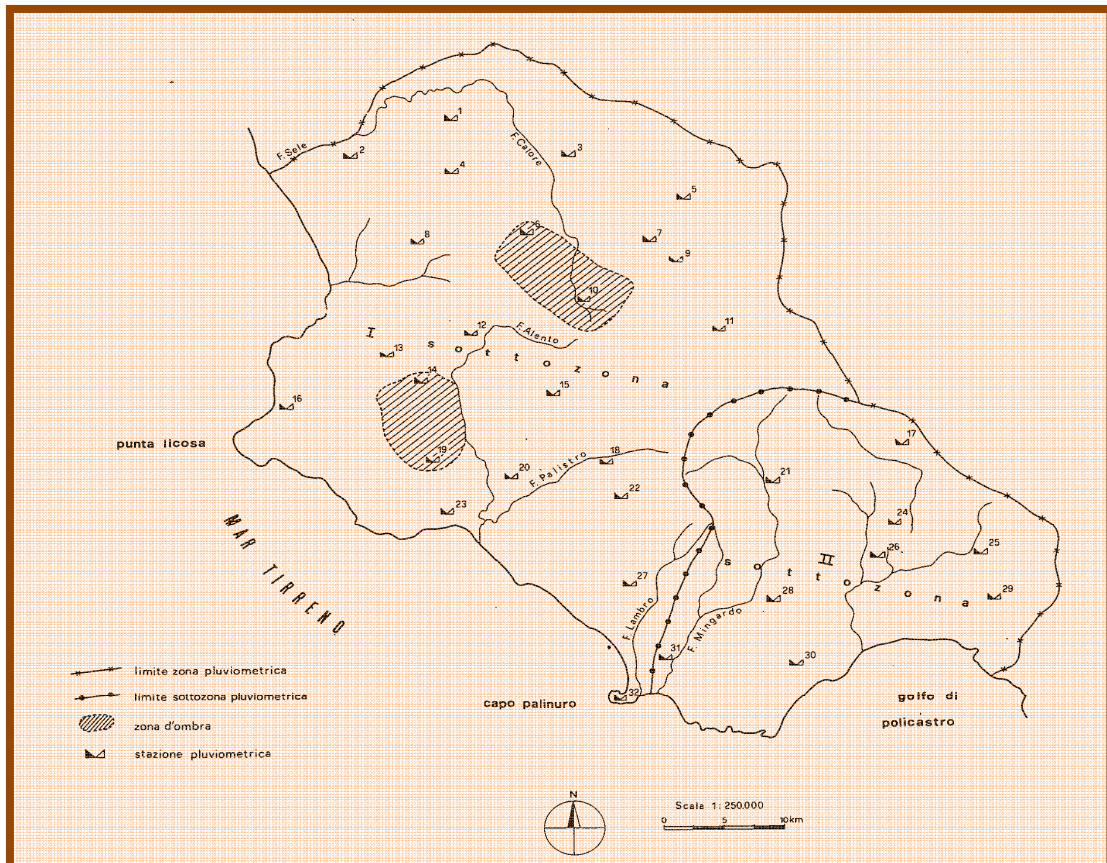 1
F. Calore
F. Sele
2
3
4
5
6
7
8
9
10
11
I sottozona
12
F. Alento
13
14
15
16
punta licosa
17
18
19
20
F. Palistro
21
22
23
24
25
26
MAR TIRRENO
II sottozona
27
28
29
F. Lambro
F. Mingardo
30
31
32
capo palinuro
golfo di
policastro
limite zona pluviometrica
limite sottozona pluviometrica
zona d'ombra
stazione pluviometrica
N
Scala 1:250.000
0 5 10km